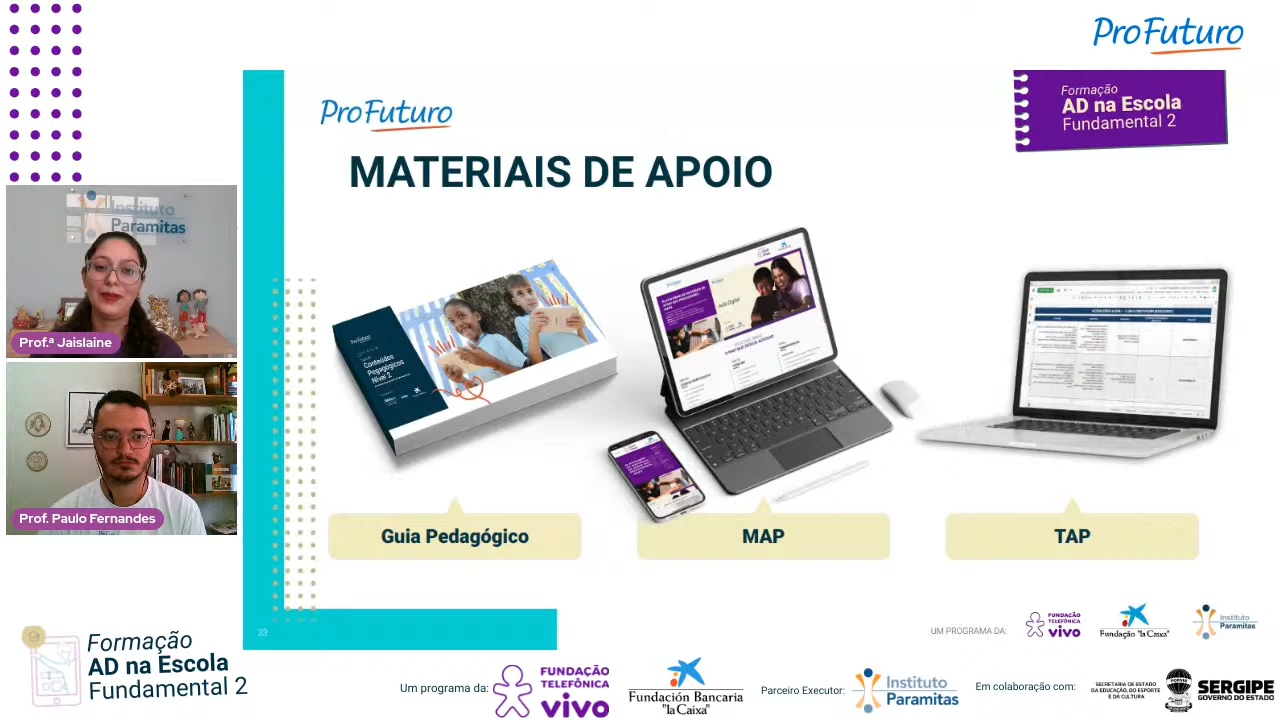 ProFuturo
Formação
AD na Escola
Fundamental 2
ProFuturo
MATERIAIS DE APOIO
Instituto
Paramitas
Prof.ª Jaislaine
Prof. Paulo Fernandes
ProFuturo
Conteúdos
Pedagógicos
Nível 2
Aula Digital
Guia Pedagógico
MAP
TAP
33
UM PROGRAMA DA:
FUNDAÇÃO
TELEFÔNICA
vivo
Fundação "la Caixa"
Instituto
Paramitas
Formação
AD na Escola
Fundamental 2
Um programa da:
FUNDAÇÃO
TELEFÔNICA
vivo
Fundación Bancaria
"la Caixa"
Parceiro Executor:
Instituto
Paramitas
Em colaboração com:
SECRETARIA DE ESTADO
DA EDUCAÇÃO, DO ESPORTE
E DA CULTURA
SERGIPE
GOVERNO DO ESTADO